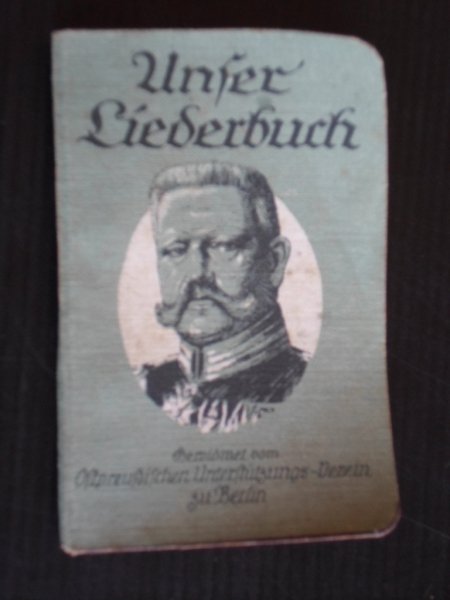 Unser
Liederbuch
Gewidmet vom
Ostpreußischen Unterstützungs-Verein
zu Berlin